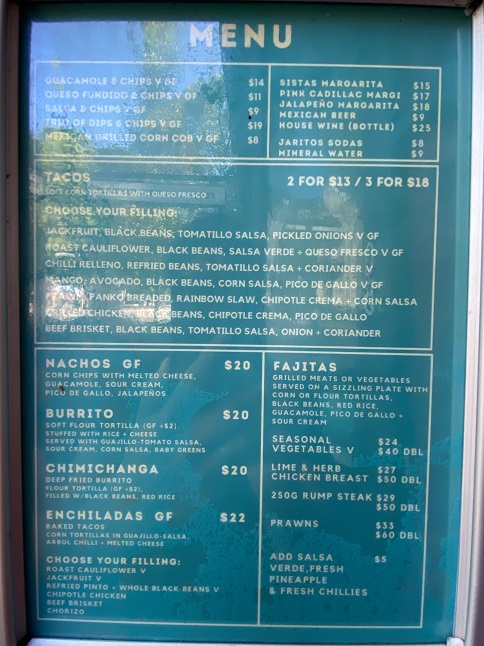 MENU
GUACAMOLE & CHIPS V GF $14
QUESO FUNDIDO & CHIPS V GF $11
SALSA & CHIPS V GF $9
TRIO OF DIPS & CHIPS V GF $19
MEXICAN GRILLED CORN COB V GF $8
SISTAS MARGARITA $15
PINK CADILLAC MARGI $17
JALAPEÑO MARGARITA $18
MEXICAN BEER $9
HOUSE WINE (BOTTLE) $25
JARITOS SODAS $8
MINERAL WATER $9
TACOS 2 FOR $13 / 3 FOR $18
SOFT CORN TORTILLAS WITH QUESO FRESCO
CHOOSE YOUR FILLING:
JACKFRUIT, BLACK BEANS, TOMATILLO SALSA, PICKLED ONIONS V GF
ROAST CAULIFLOWER, BLACK BEANS, SALSA VERDE + QUESO FRESCO V GF
CHILLI RELLENO, REFRIED BEANS, TOMATILLO SALSA + CORIANDER V
MANGO, AVOCADO, BLACK BEANS, CORN SALSA, PICO DE GALLO V GF
PANKO BREADED, RAINBOW SLAW, CHIPOTLE CREMA + CORN SALSA
GRILLED CHICKEN, BLACK BEANS, CHIPOTLE CREMA, PICO DE GALLO
BEEF BRISKET, BLACK BEANS, TOMATILLO SALSA, ONION + CORIANDER
NACHOS GF $20
CORN CHIPS WITH MELTED CHEESE,
GUACAMOLE, SOUR CREAM,
PICO DE GALLO, JALAPEÑOS
BURRITO $20
SOFT FLOUR TORTILLA (GF +$2)
STUFFED WITH RICE + CHEESE
SERVED WITH GUAJILLO-TOMATO SALSA,
SOUR CREAM, CORN SALSA, BABY GREENS
CHIMICHANGA $20
DEEP FRIED BURRITO
FLOUR TORTILLA (GF +$2),
FILLED W/BLACK BEANS, RED RICE
ENCHILADAS GF $22
BAKED TACOS
CORN TORTILLAS IN GUAJILLO-SALSA
ARBOL CHILLI + MELTED CHEESE
CHOOSE YOUR FILLING:
ROAST CAULIFLOWER V
JACKFRUIT V
REFRIED PINTO + WHOLE BLACK BEANS V
CHIPOTLE CHICKEN
BEEF BRISKET
CHORIZO
FAJITAS
GRILLED MEATS OR VEGETABLES
SERVED ON A SIZZLING PLATE WITH
CORN OR FLOUR TORTILLAS,
BLACK BEANS, RED RICE,
GUACAMOLE, PICO DE GALLO +
SOUR CREAM
SEASONAL $24
VEGETABLES V $40 DBL
LIME & HERB $27
CHICKEN BREAST $50 DBL
250G RUMP STEAK $29
$50 DBL
PRAWNS $33
$60 DBL
ADD SALSA $5
VERDE,FRESH
PINEAPPLE
& FRESH CHILLIES